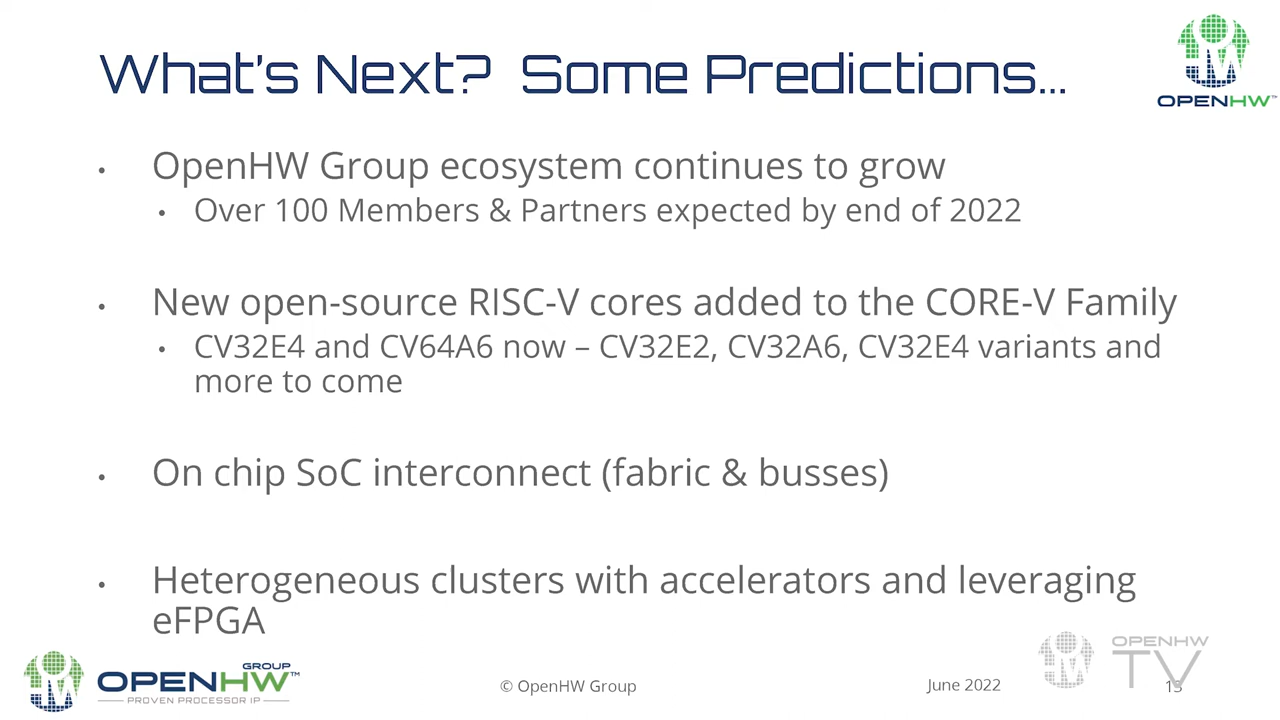 What's Next? Some Predictions...
OPENHW™
• OpenHW Group ecosystem continues to grow
• Over 100 Members & Partners expected by end of 2022
• New open-source RISC-V cores added to the CORE-V Family
• CV32E4 and CV64A6 now – CV32E2, CV32A6, CV32E4 variants and
more to come
• On chip SoC interconnect (fabric & busses)
• Heterogeneous clusters with accelerators and leveraging
eFPGA
GROUP
OPENHW™
PROVEN PROCESSOR IP
© OpenHW Group
June 2022
OPENHW
TV